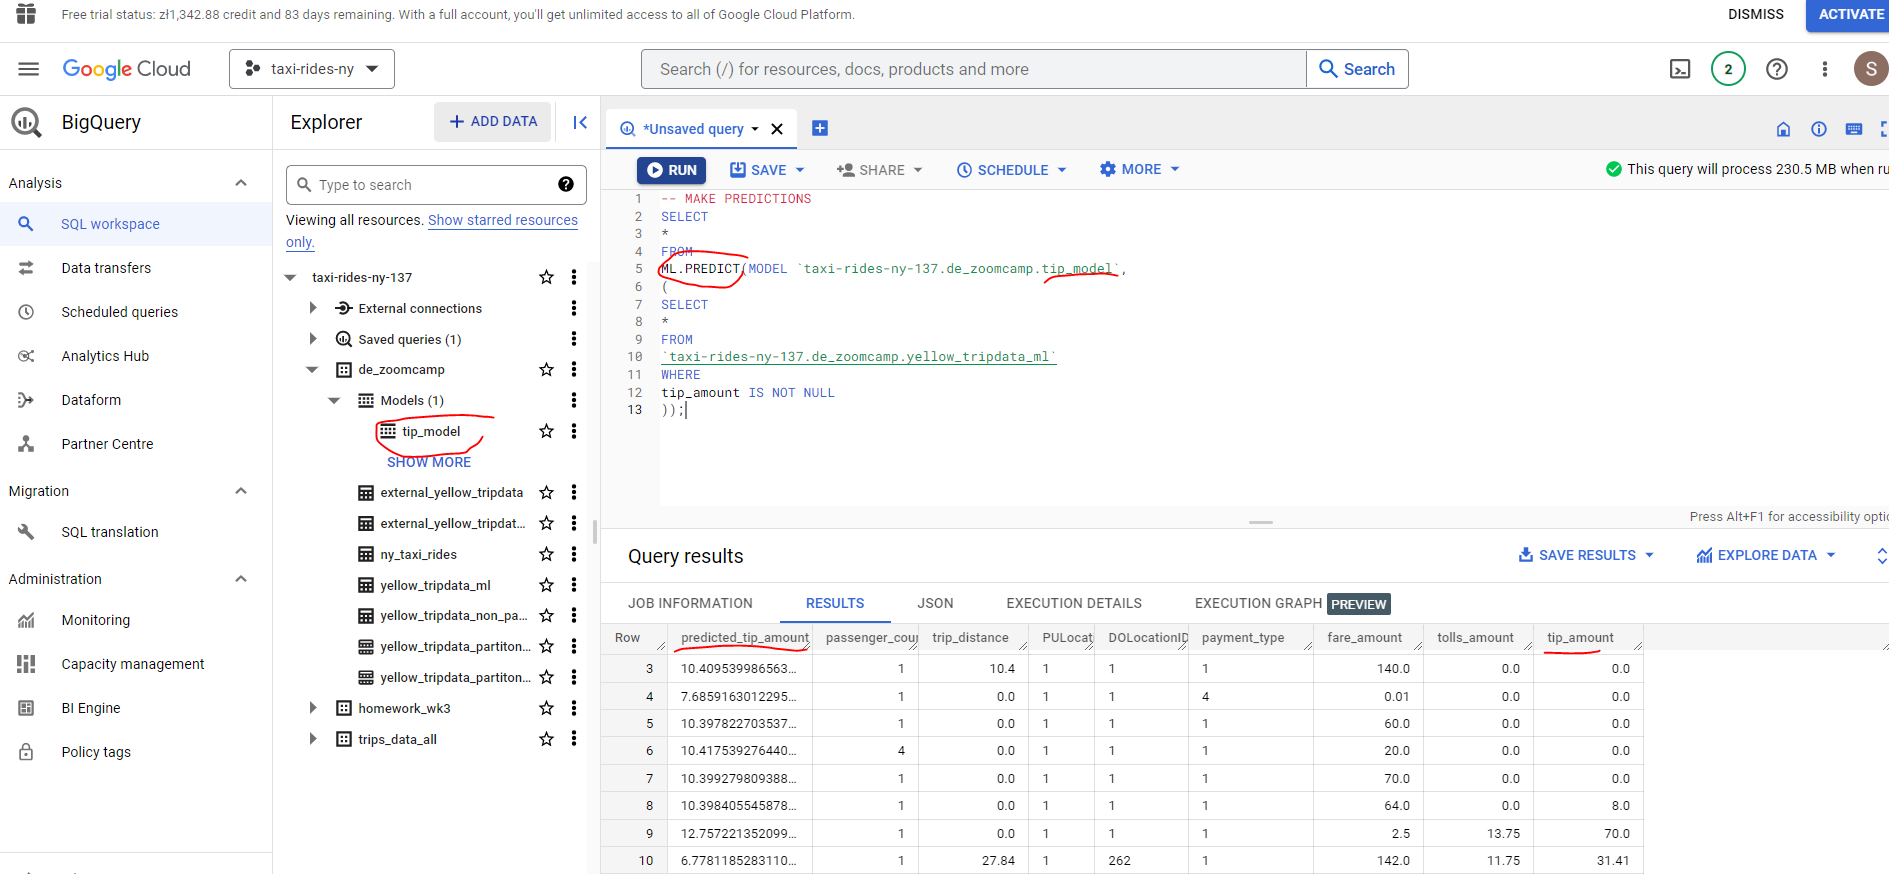 Free trial status: zł1,342.88 credit and 83 days remaining. With a full account, you'll get unlimited access to all of Google Cloud Platform.
DISMISS
ACTIVATE
Google Cloud
taxi-rides-ny
Search (/) for resources, docs, products and more
Search
2
S
BigQuery
Analysis
SQL workspace
Data transfers
Scheduled queries
Analytics Hub
Dataform
Partner Centre
Migration
SQL translation
Administration
Monitoring
Capacity management
BI Engine
Policy tags
Explorer
+ ADD DATA
Type to search
Viewing all resources. Show starred resources
only.
taxi-rides-ny-137
External connections
Saved queries (1)
de_zoomcamp
Models (1)
tip_model
SHOW MORE
external_yellow_tripdata
external_yellow_tripdat...
ny_taxi_rides
yellow_tripdata_ml
yellow_tripdata_non_pa...
yellow_tripdata_partiton...
yellow_tripdata_partiton...
homework_wk3
trips_data_all
*Unsaved query
RUN
SAVE
SHARE
SCHEDULE
MORE
This query will process 230.5 MB when ru
1 -- MAKE PREDICTIONS
2 SELECT
3 *
4 FROM
5 ML.PREDICT(MODEL `taxi-rides-ny-137.de_zoomcamp.tip_model`,
6 (
7 SELECT
8 *
9 FROM
10 `taxi-rides-ny-137.de_zoomcamp.yellow_tripdata_ml`
11 WHERE
12 tip_amount IS NOT NULL
13 ));
Press Alt+F1 for accessibility optio
Query results
SAVE RESULTS
EXPLORE DATA
JOB INFORMATION
RESULTS
JSON
EXECUTION DETAILS
EXECUTION GRAPH PREVIEW
Row predicted_tip_amount passenger_cour trip_distance PULocat DOLocationID payment_type fare_amount tolls_amount tip_amount
3 10.409539986563... 1 10.4 1 1 1 140.0 0.0 0.0
4 7.6859163012295... 1 0.0 1 1 4 0.01 0.0 0.0
5 10.397822703537... 1 0.0 1 1 1 60.0 0.0 0.0
6 10.417539276440... 4 0.0 1 1 1 20.0 0.0 0.0
7 10.399279809388... 1 0.0 1 1 1 70.0 0.0 0.0
8 10.398405545878... 1 0.0 1 1 1 64.0 0.0 8.0
9 12.757221352099... 1 0.0 1 1 1 2.5 13.75 70.0
10 6.7781185283110... 1 27.84 1 262 1 142.0 11.75 31.41